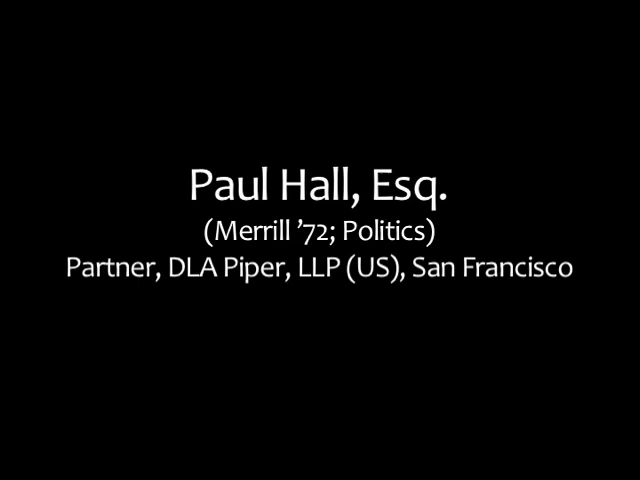 Paul Hall, Esq.
(Merrill ’72; Politics)
Partner, DLA Piper, LLP (US), San Francisco